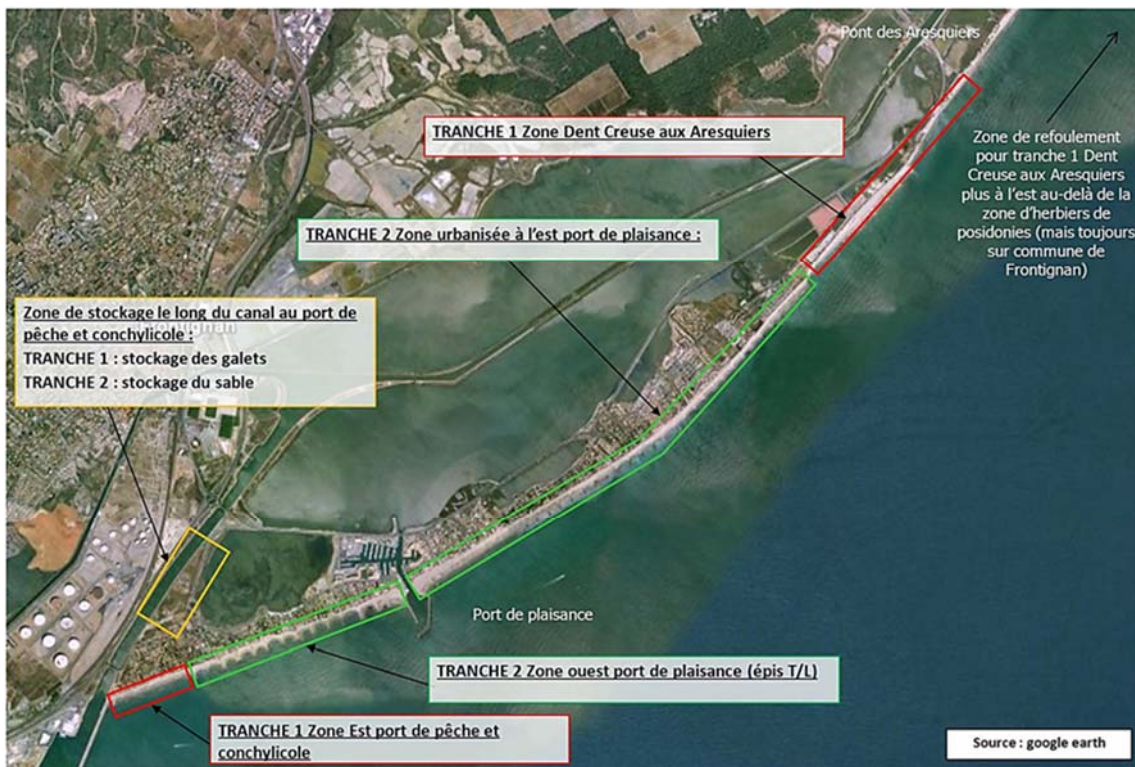 Pont des Aresquiers
TRANCHE 1 Zone Dent Creuse aux Aresquiers
Zone de refoulement
pour tranche 1 Dent
Creuse aux Aresquiers
plus à l'est au-delà de la
zone d'herbiers de
posidonies (mais toujours
sur commune de
Frontignan)
TRANCHE 2 Zone urbanisée à l'est port de plaisance :
Zone de stockage le long du canal au port de
pêche et conchylicole :
TRANCHE 1 : stockage des galets
TRANCHE 2 : stockage du sable
Port de plaisance
TRANCHE 2 Zone ouest port de plaisance (épis T/L)
TRANCHE 1 Zone Est port de pêche et
conchylicole
Source : google earth